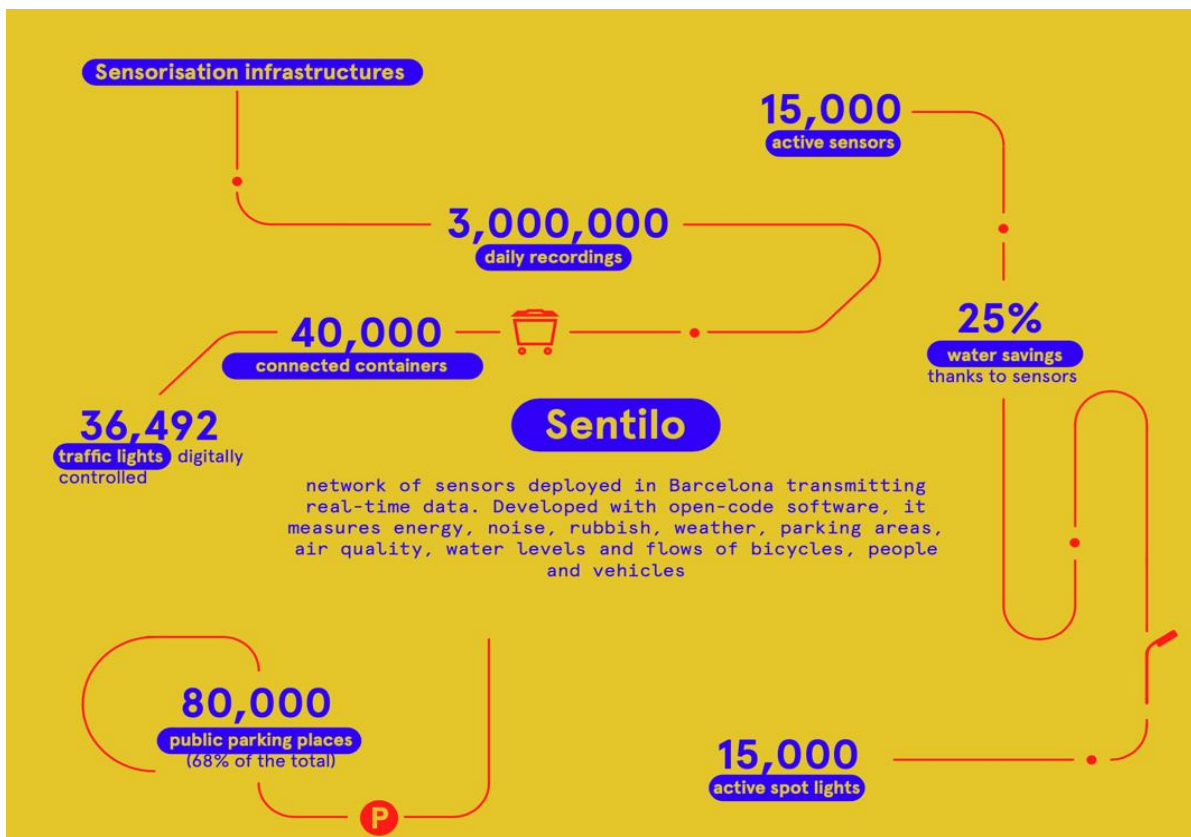 Sensorisation infrastructures
15,000
active sensors
3,000,000
daily recordings
40,000
connected containers
25%
water savings
thanks to sensors
36,492
traffic lights digitally
controlled
Sentilo
network of sensors deployed in Barcelona transmitting
real-time data. Developed with open-code software, it
measures energy, noise, rubbish, weather, parking areas,
air quality, water levels and flows of bicycles, people
and vehicles
80,000
public parking places
(68% of the total)
P
15,000
active spot lights